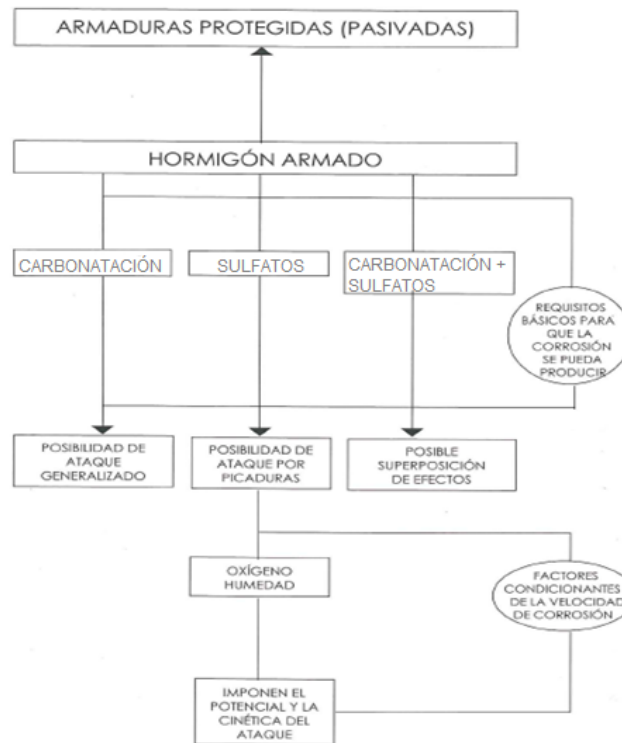 ARMADURAS PROTEGIDAS (PASIVADAS)
HORMIGÓN ARMADO
CARBONATACIÓN
SULFATOS
CARBONATACIÓN +
SULFATOS
REQUISITOS
BÁSICOS PARA
QUE LA
CORROSIÓN
SE PUEDA
PRODUCIR
POSIBILIDAD DE
ATAQUE
GENERALIZADO
POSIBILIDAD DE
ATAQUE POR
PICADURAS
POSIBLE
SUPERPOSICIÓN
DE EFECTOS
OXÍGENO
HUMEDAD
FACTORES
CONDICIONANTES
DE LA VELOCIDAD
DE CORROSIÓN
IMPONEN EL
POTENCIAL Y LA
CINÉTICA DEL
ATAQUE